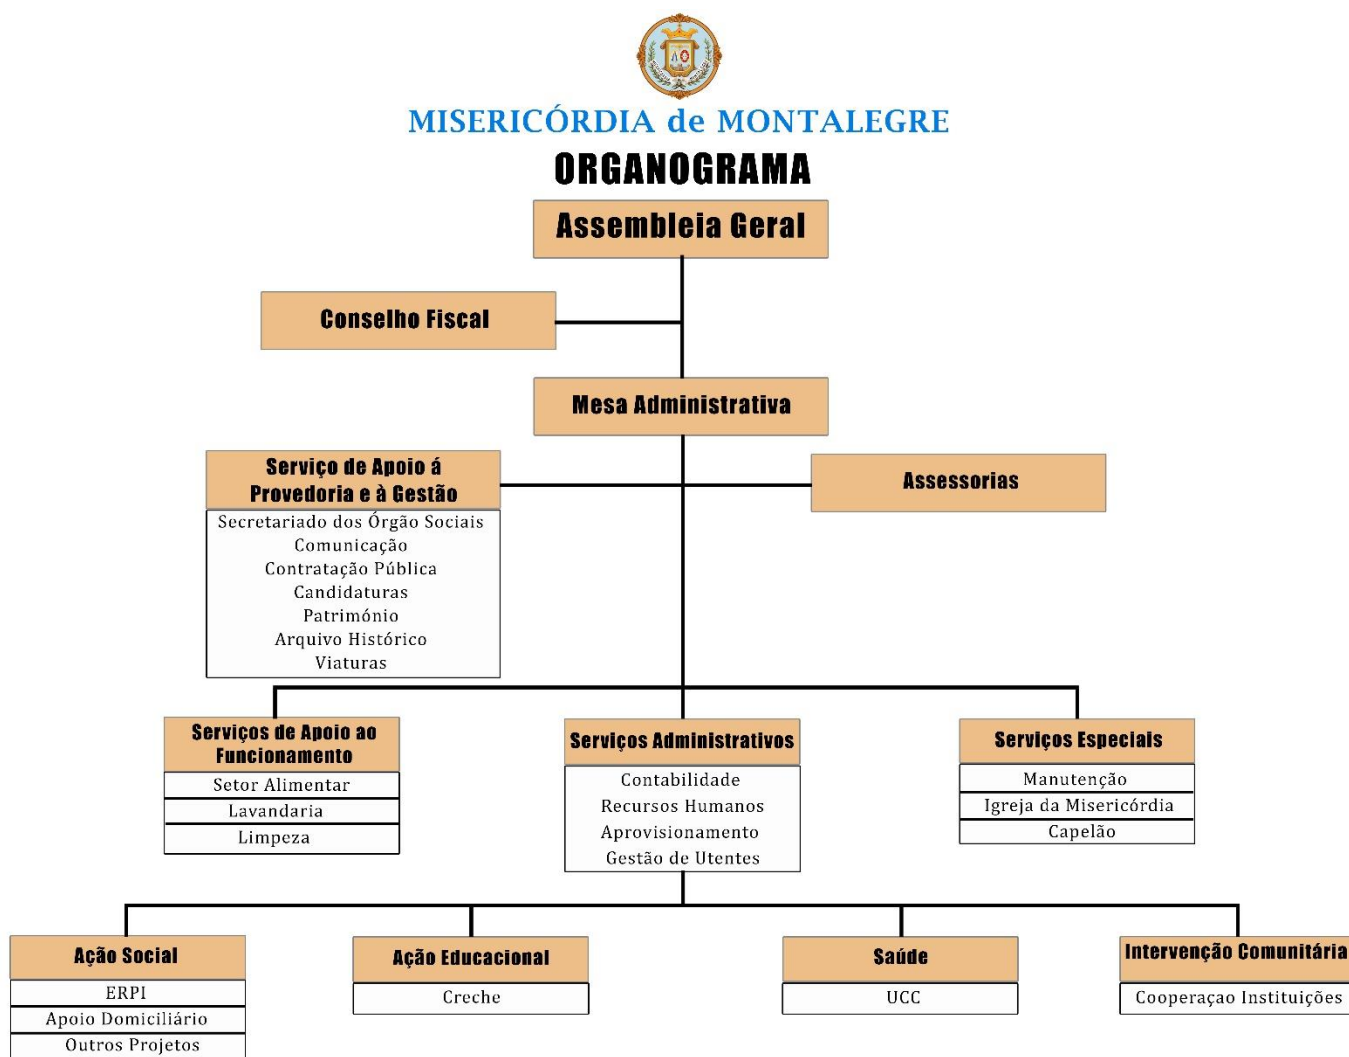 MISERICÓRDIA de MONTALEGRE
ORGANOGRAMA
Assembleia Geral
Conselho Fiscal
Mesa Administrativa
Serviço de Apoio á
Provedoria e à Gestão
Secretariado dos Órgão Sociais
Comunicação
Contratação Pública
Candidaturas
Património
Arquivo Histórico
Viaturas
Assessorias
Serviços de Apoio ao
Funcionamento
Setor Alimentar
Lavandaria
Limpeza
Serviços Administrativos
Contabilidade
Recursos Humanos
Aprovisionamento
Gestão de Utentes
Serviços Especiais
Manutenção
Igreja da Misericórdia
Capelão
Ação Social
ERPI
Apoio Domiciliário
Outros Projetos
Ação Educacional
Creche
Saúde
UCC
Intervenção Comunitária
Cooperaçao Instituições